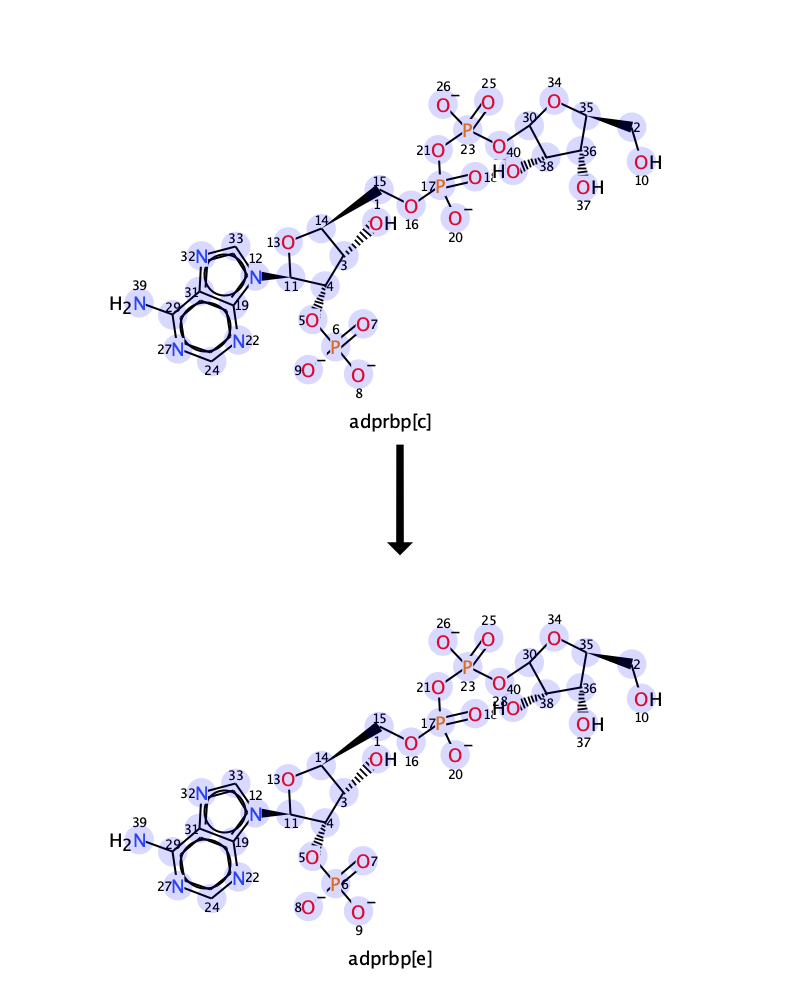 34
26 25
O− O O 35
P 30 2
21 O 23 O 36
40 H O 38 OH
15 17 P O 18 10
1 O O− OH
14 OH 16 20 37
33 13 O
32 N 12 3
N 4
39 31 11
H2N 29 19 5 O 6 O 7
27 N N 22 P
24 9 O− O−
8
adprbp[c]
34
26 25
O− O O 35
P 30 2
21 O 23 O 36
40 28 H O 38 OH
15 17 P O 18 10
1 O O− OH
14 OH 16 20 37
33 13 O
32 N 12 3
N 4
39 31 11
H2N 29 19 5 O O 7
27 N N 22 P 6
24 8 O− O−
9
adprbp[e]